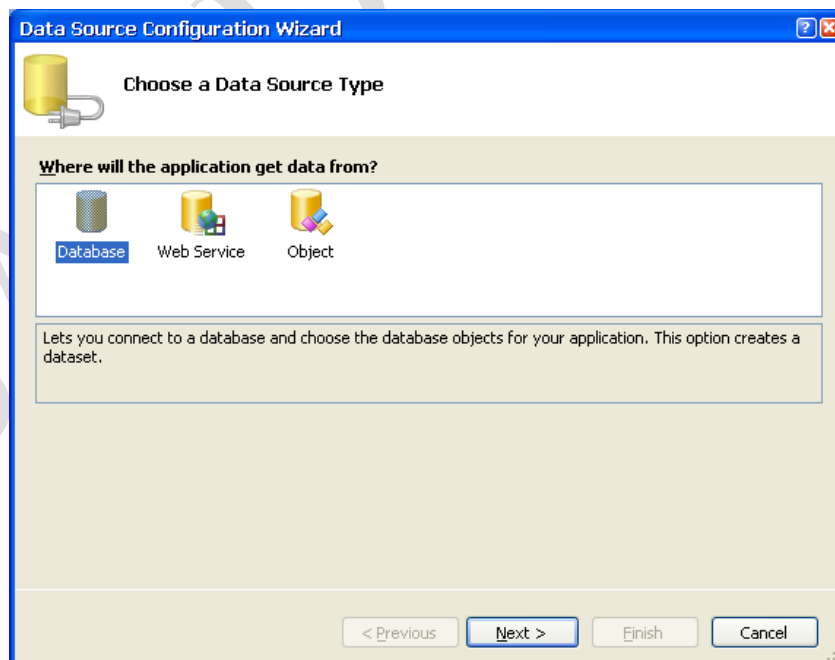 Data Source Configuration Wizard
Choose a Data Source Type
Where will the application get data from?
Database Web Service Object
Lets you connect to a database and choose the database objects for your application. This option creates a
dataset.
< Previous Next > Finish Cancel